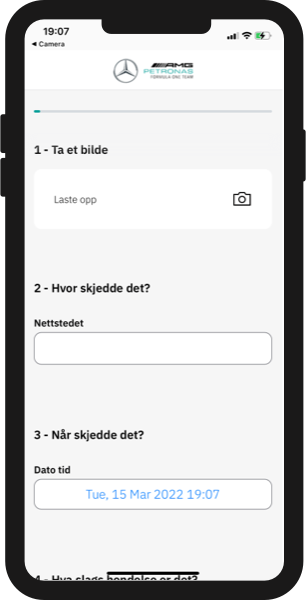 19:07
◂ Camera
AMG
PETRONAS
FORMULA ONE TEAM
1 - Ta et bilde
Laste opp
2 - Hvor skjedde det?
Nettstedet
3 - Når skjedde det?
Dato tid
Tue, 15 Mar 2022 19:07
4 - Hva slags hendelse er det?